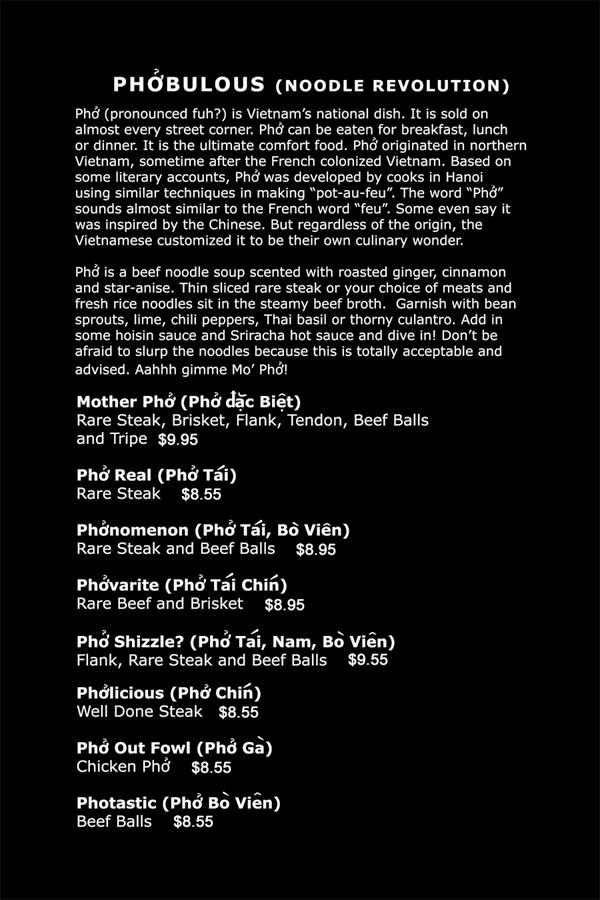 PHỞBULOUS (NOODLE REVOLUTION)
Phở (pronounced fuh?) is Vietnam's national dish. It is sold on
almost every street corner. Phở can be eaten for breakfast, lunch
or dinner. It is the ultimate comfort food. Phở originated in northern
Vietnam, sometime after the French colonized Vietnam. Based on
some literary accounts, Phở was developed by cooks in Hanoi
using similar techniques in making "pot-au-feu". The word "Phở"
sounds almost similar to the French word "feu". Some even say it
was inspired by the Chinese. But regardless of the origin, the
Vietnamese customized it to be their own culinary wonder.
Phở is a beef noodle soup scented with roasted ginger, cinnamon
and star-anise. Thin sliced rare steak or your choice of meats and
fresh rice noodles sit in the steamy beef broth. Garnish with bean
sprouts, lime, chili peppers, Thai basil or thorny culantro. Add in
some hoisin sauce and Sriracha hot sauce and dive in! Don't be
afraid to slurp the noodles because this is totally acceptable and
advised. Aahhh gimme Mo' Phở!
Mother Phở (Phở đặc Biệt)
Rare Steak, Brisket, Flank, Tendon, Beef Balls
and Tripe $9.95
Phở Real (Phở Tái)
Rare Steak $8.55
Phởnomenon (Phở Tái, Bò Viên)
Rare Steak and Beef Balls $8.95
Phởvarite (Phở Tái Chín)
Rare Beef and Brisket $8.95
Phở Shizzle? (Phở Tái, Nam, Bò Viên)
Flank, Rare Steak and Beef Balls $9.55
Phởlicious (Phở Chín)
Well Done Steak $8.55
Phở Out Fowl (Phở Gà)
Chicken Phở $8.55
Photastic (Phở Bò Viên)
Beef Balls $8.55